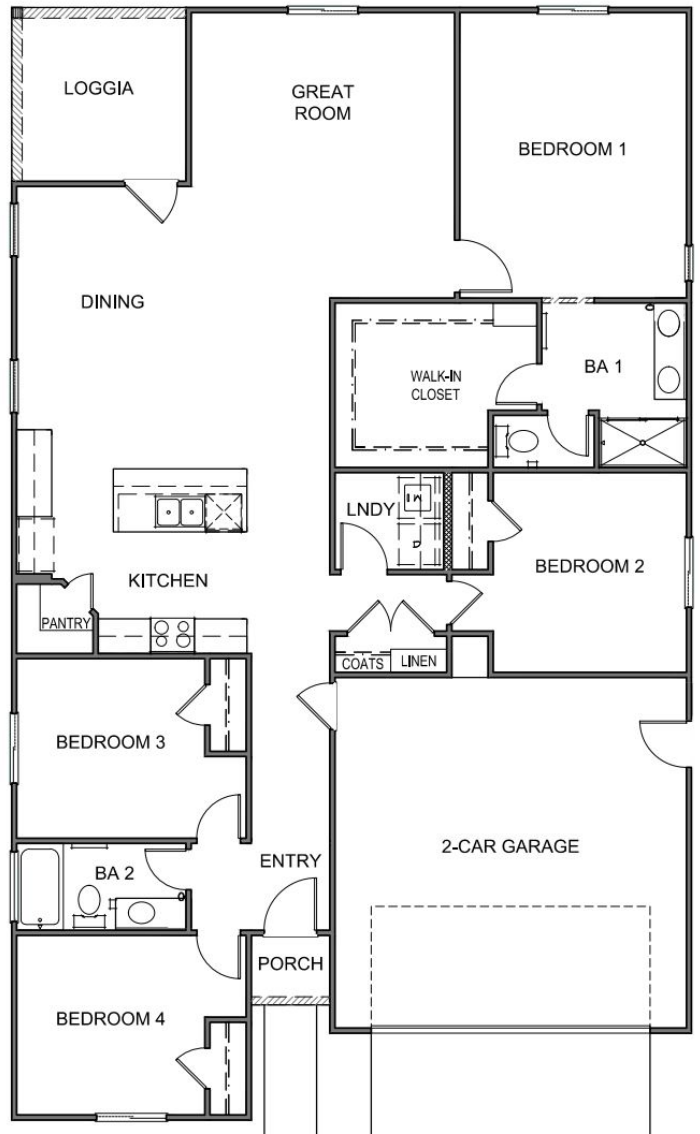 LOGGIA
GREAT
ROOM
BEDROOM 1
DINING
WALK-IN
CLOSET
BA 1
LNDY
W
D
BEDROOM 2
KITCHEN
PANTRY
COATS
LINEN
BEDROOM 3
2-CAR GARAGE
ENTRY
BA 2
PORCH
BEDROOM 4